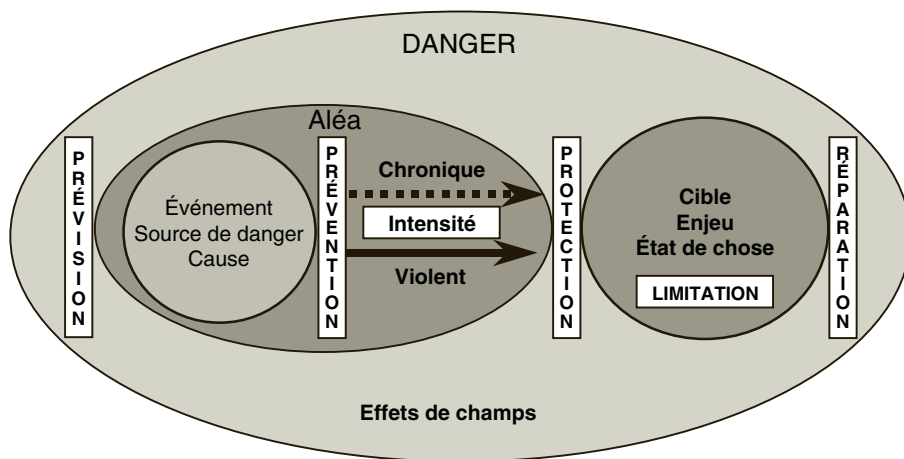 DANGER
Aléa
PRÉVISION
Événement
Source de danger
Cause
PRÉVENTION
Chronique
Intensité
Violent
PROTECTION
Cible
Enjeu
État de chose
LIMITATION
RÉPARATION
Effets de champs